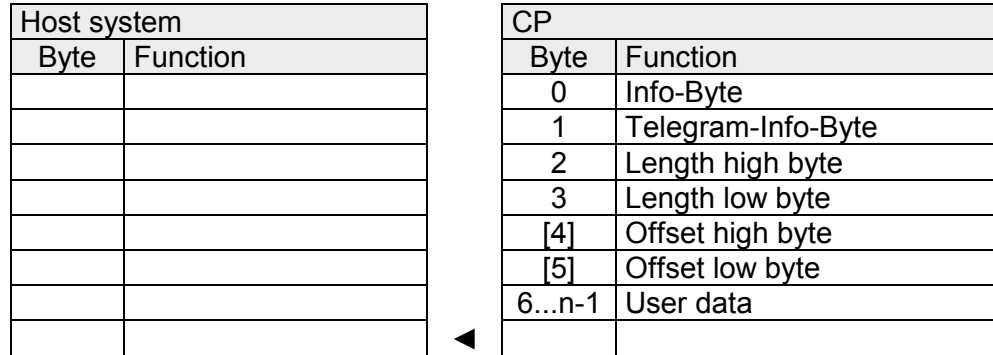 Host system CP
Byte Function Byte Function
0 Info-Byte
1 Telegram-Info-Byte
2 Length high byte
3 Length low byte
[4] Offset high byte
[5] Offset low byte
6...n-1 User data
◄